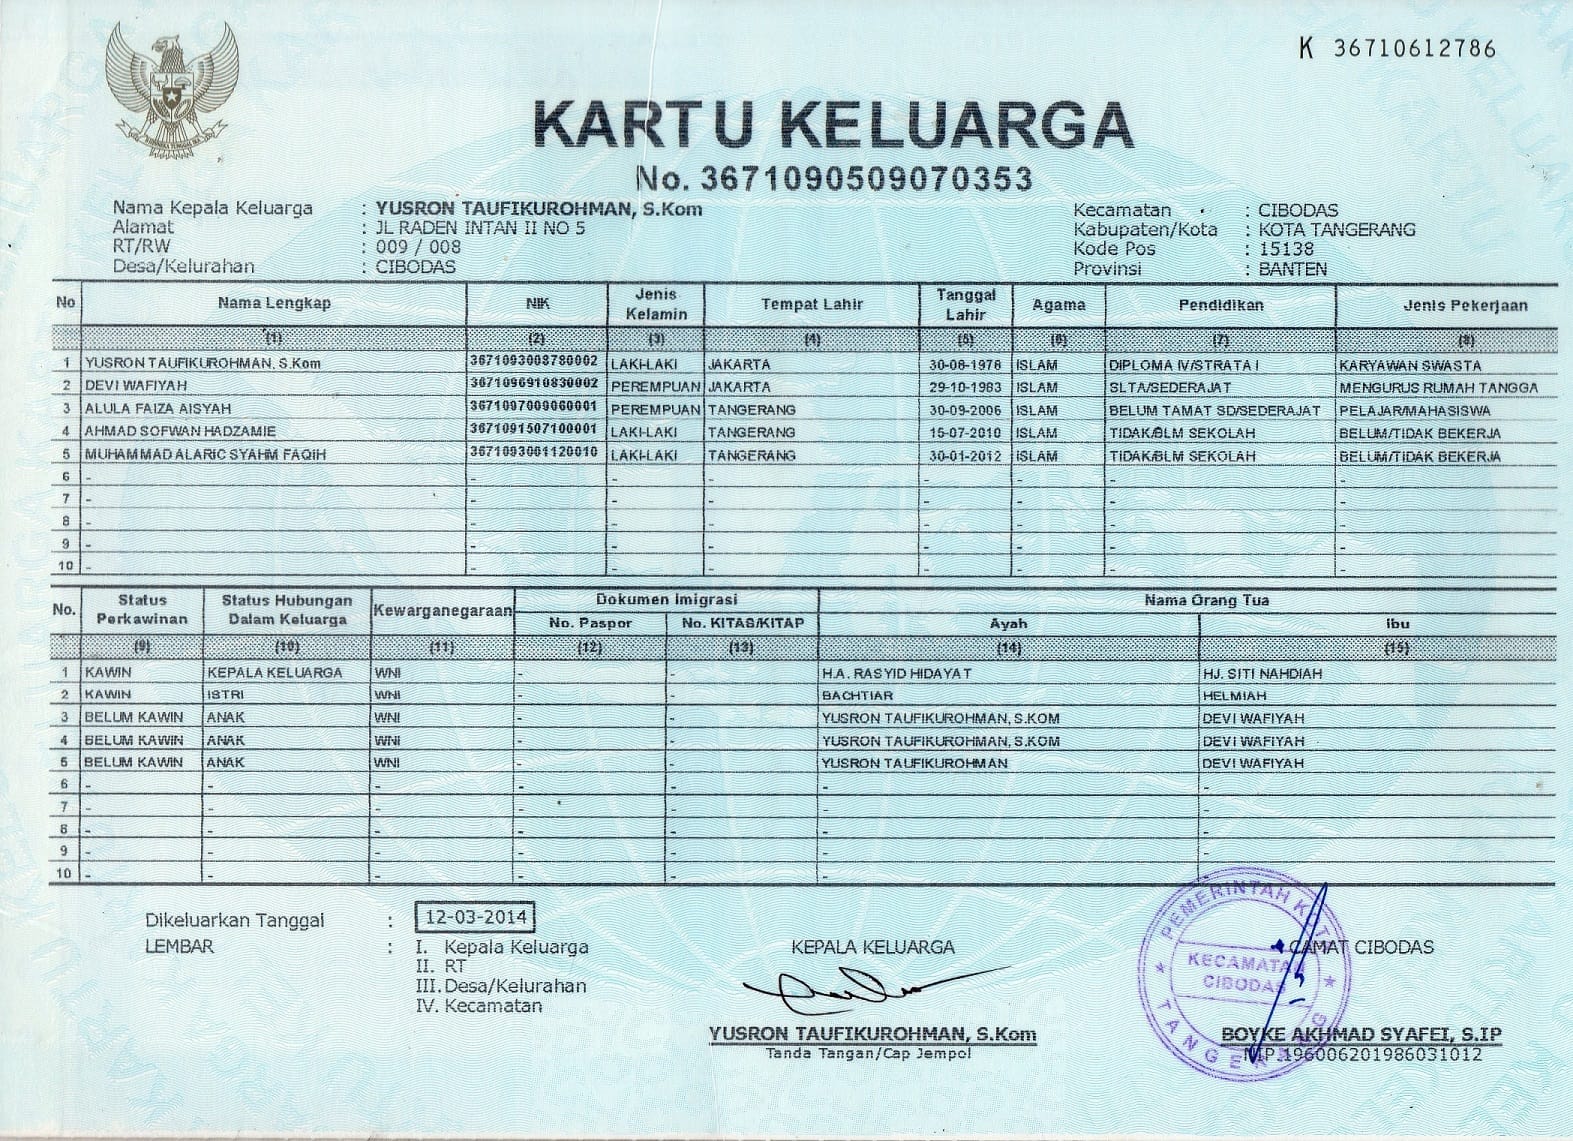 K 36710612786
KARTU KELUARGA
No. 3671090509070353
Nama Kepala Keluarga : YUSRON TAUFIKUROHMAN, S.Kom
Alamat : JL RADEN INTAN II NO 5
RT/RW : 009 / 008
Desa/Kelurahan : CIBODAS
Kecamatan : CIBODAS
Kabupaten/Kota : KOTA TANGERANG
Kode Pos : 15138
Provinsi : BANTEN
No Nama Lengkap NIK Jenis Kelamin Tempat Lahir Tanggal Lahir Agama Pendidikan Jenis Pekerjaan
(1) (2) (3) (4) (5) (6) (7) (8)
1 YUSRON TAUFIKUROHMAN, S.Kom 3671093008780002 LAKI-LAKI JAKARTA 30-08-1978 ISLAM DIPLOMA IV/STRATA I KARYAWAN SWASTA
2 DEVI WAFIYAH 3671096910830002 PEREMPUAN JAKARTA 29-10-1983 ISLAM SLTA/SEDERAJAT MENGURUS RUMAH TANGGA
3 ALULA FAIZA AISYAH 3671097009060001 PEREMPUAN TANGERANG 30-09-2006 ISLAM BELUM TAMAT SD/SEDERAJAT PELAJAR/MAHASISWA
4 AHMAD SOFWAN HADZAMIE 3671091507100001 LAKI-LAKI TANGERANG 15-07-2010 ISLAM TIDAK/BLM SEKOLAH BELUM/TIDAK BEKERJA
5 MUHAMMAD ALARIC SYAHM FAQIH 3671093001120010 LAKI-LAKI TANGERANG 30-01-2012 ISLAM TIDAK/BLM SEKOLAH BELUM/TIDAK BEKERJA
6 - - - - - - - -
7 - - - - - - - -
8 - - - - - - - -
9 - - - - - - - -
10 - - - - - - - -
No. Status Perkawinan Status Hubungan Dalam Keluarga Kewarganegaraan Dokumen Imigrasi Nama Orang Tua
No. Paspor No. KITAS/KITAP Ayah Ibu
(9) (10) (11) (12) (13) (14) (15)
1 KAWIN KEPALA KELUARGA WNI - - H.A. RASYID HIDAYAT HJ. SITI NAHDIAH
2 KAWIN ISTRI WNI - - BACHTIAR HELMIAH
3 BELUM KAWIN ANAK WNI - - YUSRON TAUFIKUROHMAN, S.KOM DEVI WAFIYAH
4 BELUM KAWIN ANAK WNI - - YUSRON TAUFIKUROHMAN, S.KOM DEVI WAFIYAH
5 BELUM KAWIN ANAK WNI - - YUSRON TAUFIKUROHMAN DEVI WAFIYAH
6 - - - - - - -
7 - - - - - - -
8 - - - - - - -
9 - - - - - - -
10 - - - - - - -
Dikeluarkan Tanggal : 12-03-2014
LEMBAR : I. Kepala Keluarga
II. RT
III. Desa/Kelurahan
IV. Kecamatan
KEPALA KELUARGA
YUSRON TAUFIKUROHMAN, S.Kom
Tanda Tangan/Cap Jempol
CAMAT CIBODAS
PEMERINTAH KOTA
KECAMATAN
CIBODAS
TANGERANG
BOYKE AKHMAD SYAFEI, S.IP
NIP.196006201986031012